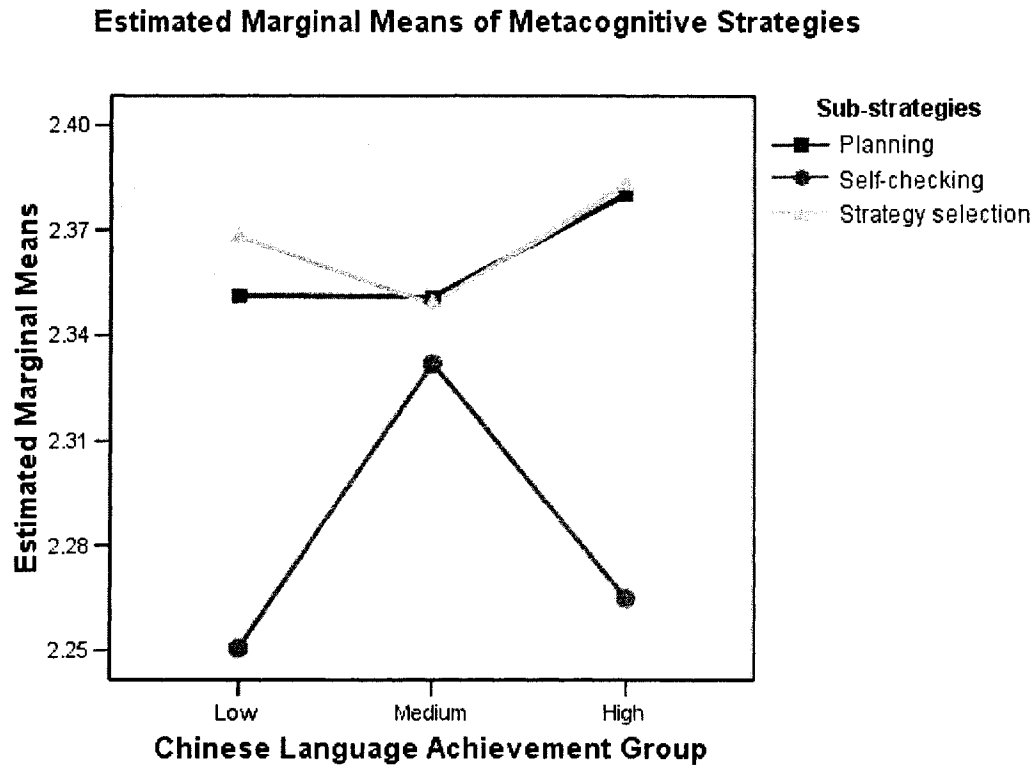 Estimated Marginal Means of Metacognitive Strategies
2.40
2.37
2.34
2.31
2.28
2.25
Estimated Marginal Means
Low
Medium
High
Chinese Language Achievement Group
Sub-strategies
Planning
Self-checking
Strategy selection